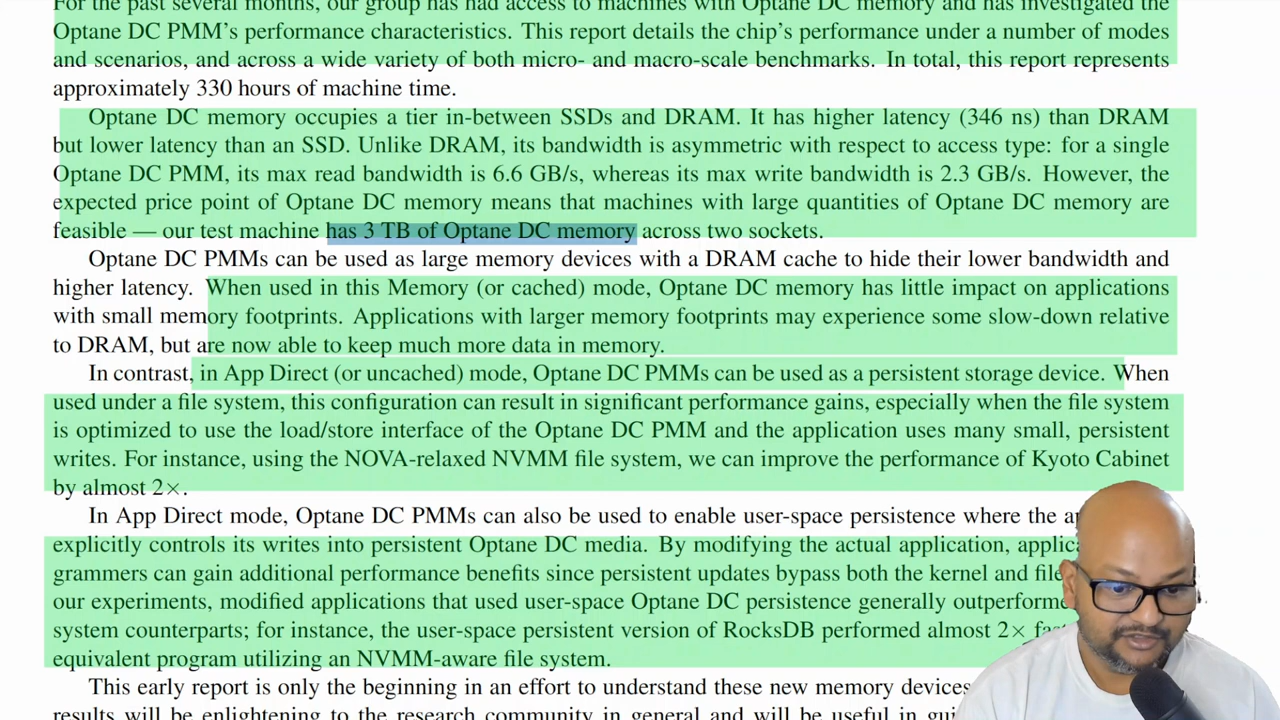 For the past several months, our group has had access to machines with Optane DC memory and has investigated the
Optane DC PMM's performance characteristics. This report details the chip's performance under a number of modes
and scenarios, and across a wide variety of both micro- and macro-scale benchmarks. In total, this report represents
approximately 330 hours of machine time.
Optane DC memory occupies a tier in-between SSDs and DRAM. It has higher latency (346 ns) than DRAM
but lower latency than an SSD. Unlike DRAM, its bandwidth is asymmetric with respect to access type: for a single
Optane DC PMM, its max read bandwidth is 6.6 GB/s, whereas its max write bandwidth is 2.3 GB/s. However, the
expected price point of Optane DC memory means that machines with large quantities of Optane DC memory are
feasible — our test machine has 3 TB of Optane DC memory across two sockets.
Optane DC PMMs can be used as large memory devices with a DRAM cache to hide their lower bandwidth and
higher latency. When used in this Memory (or cached) mode, Optane DC memory has little impact on applications
with small memory footprints. Applications with larger memory footprints may experience some slow-down relative
to DRAM, but are now able to keep much more data in memory.
In contrast, in App Direct (or uncached) mode, Optane DC PMMs can be used as a persistent storage device. When
used under a file system, this configuration can result in significant performance gains, especially when the file system
is optimized to use the load/store interface of the Optane DC PMM and the application uses many small, persistent
writes. For instance, using the NOVA-relaxed NVMM file system, we can improve the performance of Kyoto Cabinet
by almost 2×.
In App Direct mode, Optane DC PMMs can also be used to enable user-space persistence where the
explicitly controls its writes into persistent Optane DC media. By modifying the actual application,
grammers can gain additional performance benefits since persistent updates bypass both the kernel and file
our experiments, modified applications that used user-space Optane DC persistence generally
system counterparts; for instance, the user-space persistent version of RocksDB performed almost 2×
equivalent program utilizing an NVMM-aware file system.
This early report is only the beginning in an effort to understand these new memory devices
results will be enlightening to the research community in general and will be useful in